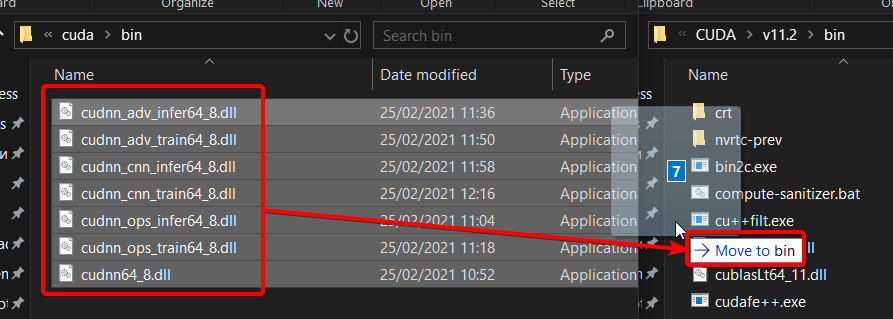 Organize New Open Select
Clipboard
cuda bin
Search bin
CUDA v11.2 bin
Name Date modified Type
Name
cudnn_adv_infer64_8.dll 25/02/2021 11:36 Application
cudnn_adv_train64_8.dll 25/02/2021 11:50 Application
cudnn_cnn_infer64_8.dll 25/02/2021 11:58 Application
cudnn_cnn_train64_8.dll 25/02/2021 12:16 Application
cudnn_ops_infer64_8.dll 25/02/2021 11:04 Application
cudnn_ops_train64_8.dll 25/02/2021 11:18 Application
cudnn64_8.dll 25/02/2021 10:52 Application
crt
nvrtc-prev
bin2c.exe
7
compute-sanitizer.bat
cu++filt.exe
Move to bin
cublasLt64_11.dll
cudafe++.exe